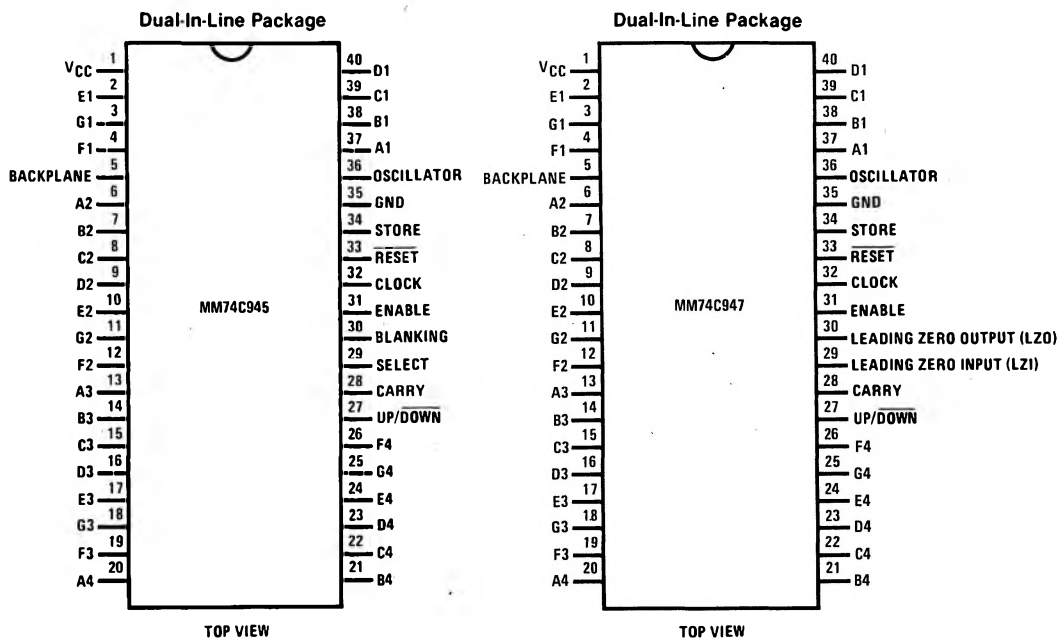 Dual-In-Line Package
VCC 1
E1 2
G1 3
F1 4
BACKPLANE 5
A2 6
B2 7
C2 8
D2 9
E2 10
G2 11
F2 12
A3 13
B3 14
C3 15
D3 16
E3 17
G3 18
F3 19
A4 20
MM74C945
40 D1
39 C1
38 B1
37 A1
36 OSCILLATOR
35 GND
34 STORE
33 RESET
32 CLOCK
31 ENABLE
30 BLANKING
29 SELECT
28 CARRY
27 UP/DOWN
26 F4
25 G4
24 E4
23 D4
22 C4
21 B4
TOP VIEW
Dual-In-Line Package
VCC 1
E1 2
G1 3
F1 4
BACKPLANE 5
A2 6
B2 7
C2 8
D2 9
E2 10
G2 11
F2 12
A3 13
B3 14
C3 15
D3 16
E3 17
G3 18
F3 19
A4 20
MM74C947
40 D1
39 C1
38 B1
37 A1
36 OSCILLATOR
35 GND
34 STORE
33 RESET
32 CLOCK
31 ENABLE
30 LEADING ZERO OUTPUT (LZO)
29 LEADING ZERO INPUT (LZI)
28 CARRY
27 UP/DOWN
26 F4
25 G4
24 E4
23 D4
22 C4
21 B4
TOP VIEW